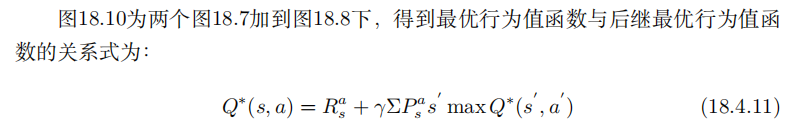 图18.10为两个图18.7加到图18.8下，得到最优行为值函数与后继最优行为值函
数的关系式为：
Q*(s, a) = R_s^a + γΣP_s^a s′ max Q*(s′, a′) (18.4.11)